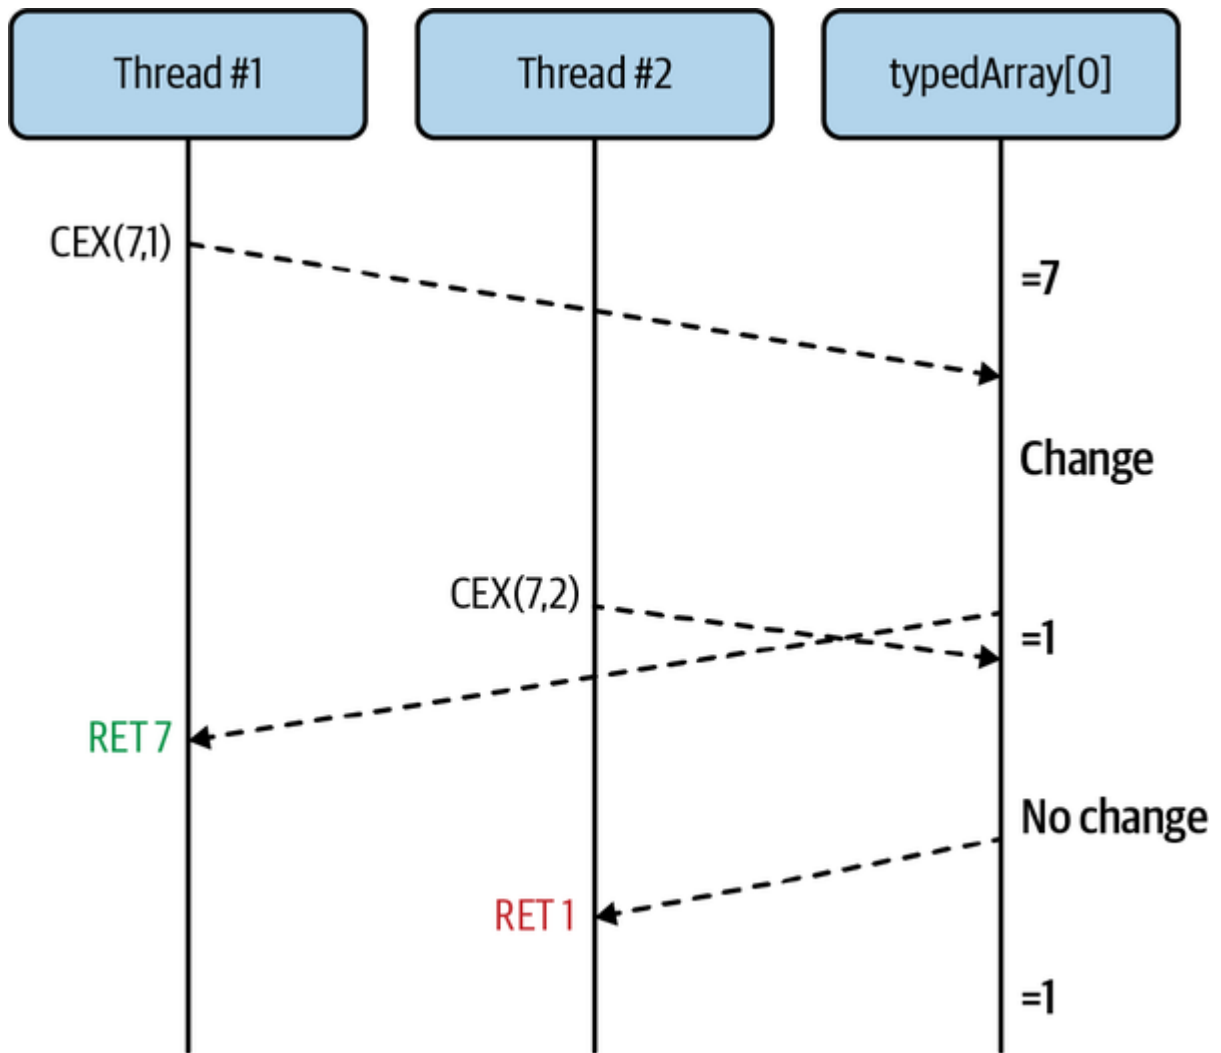 Thread #1
Thread #2
typedArray[0]
CEX(7,1)
=7
Change
CEX(7,2)
=1
RET 7
No change
RET 1
=1